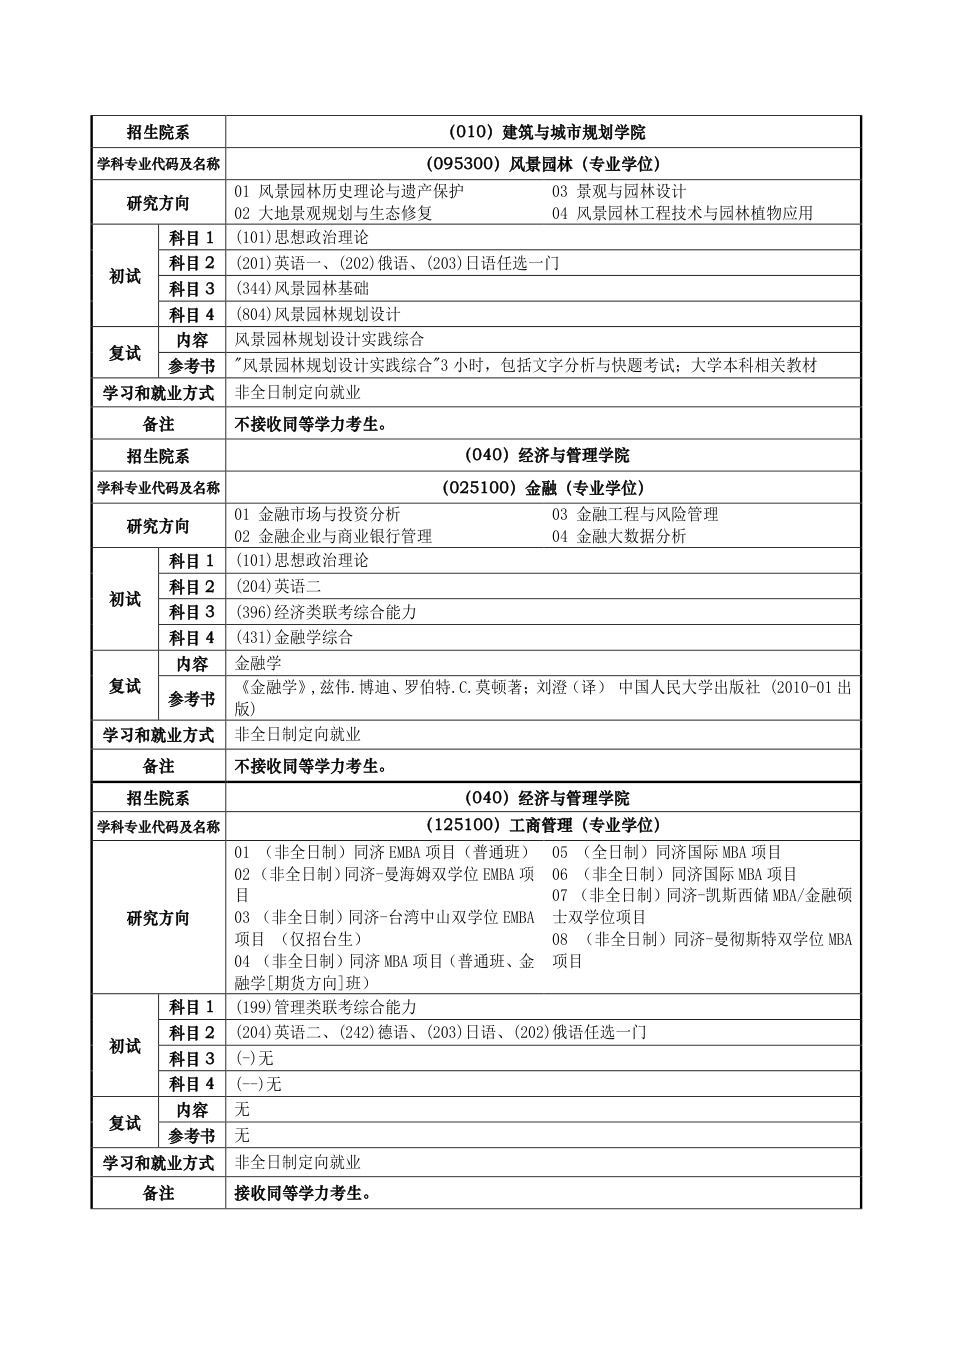 招生院系 (010) 建筑与城市规划学院
学科专业代码及名称 (095300) 风景园林（专业学位）
研究方向
01 风景园林历史理论与遗产保护 03 景观与园林设计
02 大地景观规划与生态修复 04 风景园林工程技术与园林植物应用
初试
科目 1 (101)思想政治理论
科目 2 (201)英语一、(202)俄语、(203)日语任选一门
科目 3 (344)风景园林基础
科目 4 (804)风景园林规划设计
复试
内容 风景园林规划设计实践综合
参考书 "风景园林规划设计实践综合"3 小时，包括文字分析与快题考试；大学本科相关教材
学习和就业方式 非全日制定向就业
备注 不接收同等学力考生。
招生院系 (040) 经济与管理学院
学科专业代码及名称 (025100) 金融（专业学位）
研究方向
01 金融市场与投资分析 03 金融工程与风险管理
02 金融企业与商业银行管理 04 金融大数据分析
初试
科目 1 (101)思想政治理论
科目 2 (204)英语二
科目 3 (396)经济类联考综合能力
科目 4 (431)金融学综合
复试
内容 金融学
参考书 《金融学》,兹伟.博迪、罗伯特.C.莫顿著；刘澄（译） 中国人民大学出版社 (2010-01 出
版)
学习和就业方式 非全日制定向就业
备注 不接收同等学力考生。
招生院系 (040) 经济与管理学院
学科专业代码及名称 (125100) 工商管理（专业学位）
研究方向
01 （非全日制）同济 EMBA 项目（普通班）
02（非全日制）同济-曼海姆双学位 EMBA 项
目
03 （非全日制）同济-台湾中山双学位 EMBA
项目 （仅招台生）
04 （非全日制）同济 MBA 项目（普通班、金
融学[期货方向]班）
05 （全日制）同济国际 MBA 项目
06 （非全日制）同济国际 MBA 项目
07 （非全日制）同济-凯斯西储 MBA/金融硕
士双学位项目
08 （非全日制）同济-曼彻斯特双学位 MBA
项目
初试
科目 1 (199)管理类联考综合能力
科目 2 (204)英语二、(242)德语、(203)日语、(202)俄语任选一门
科目 3 (-)无
科目 4 (--)无
复试
内容 无
参考书 无
学习和就业方式 非全日制定向就业
备注 接收同等学力考生。